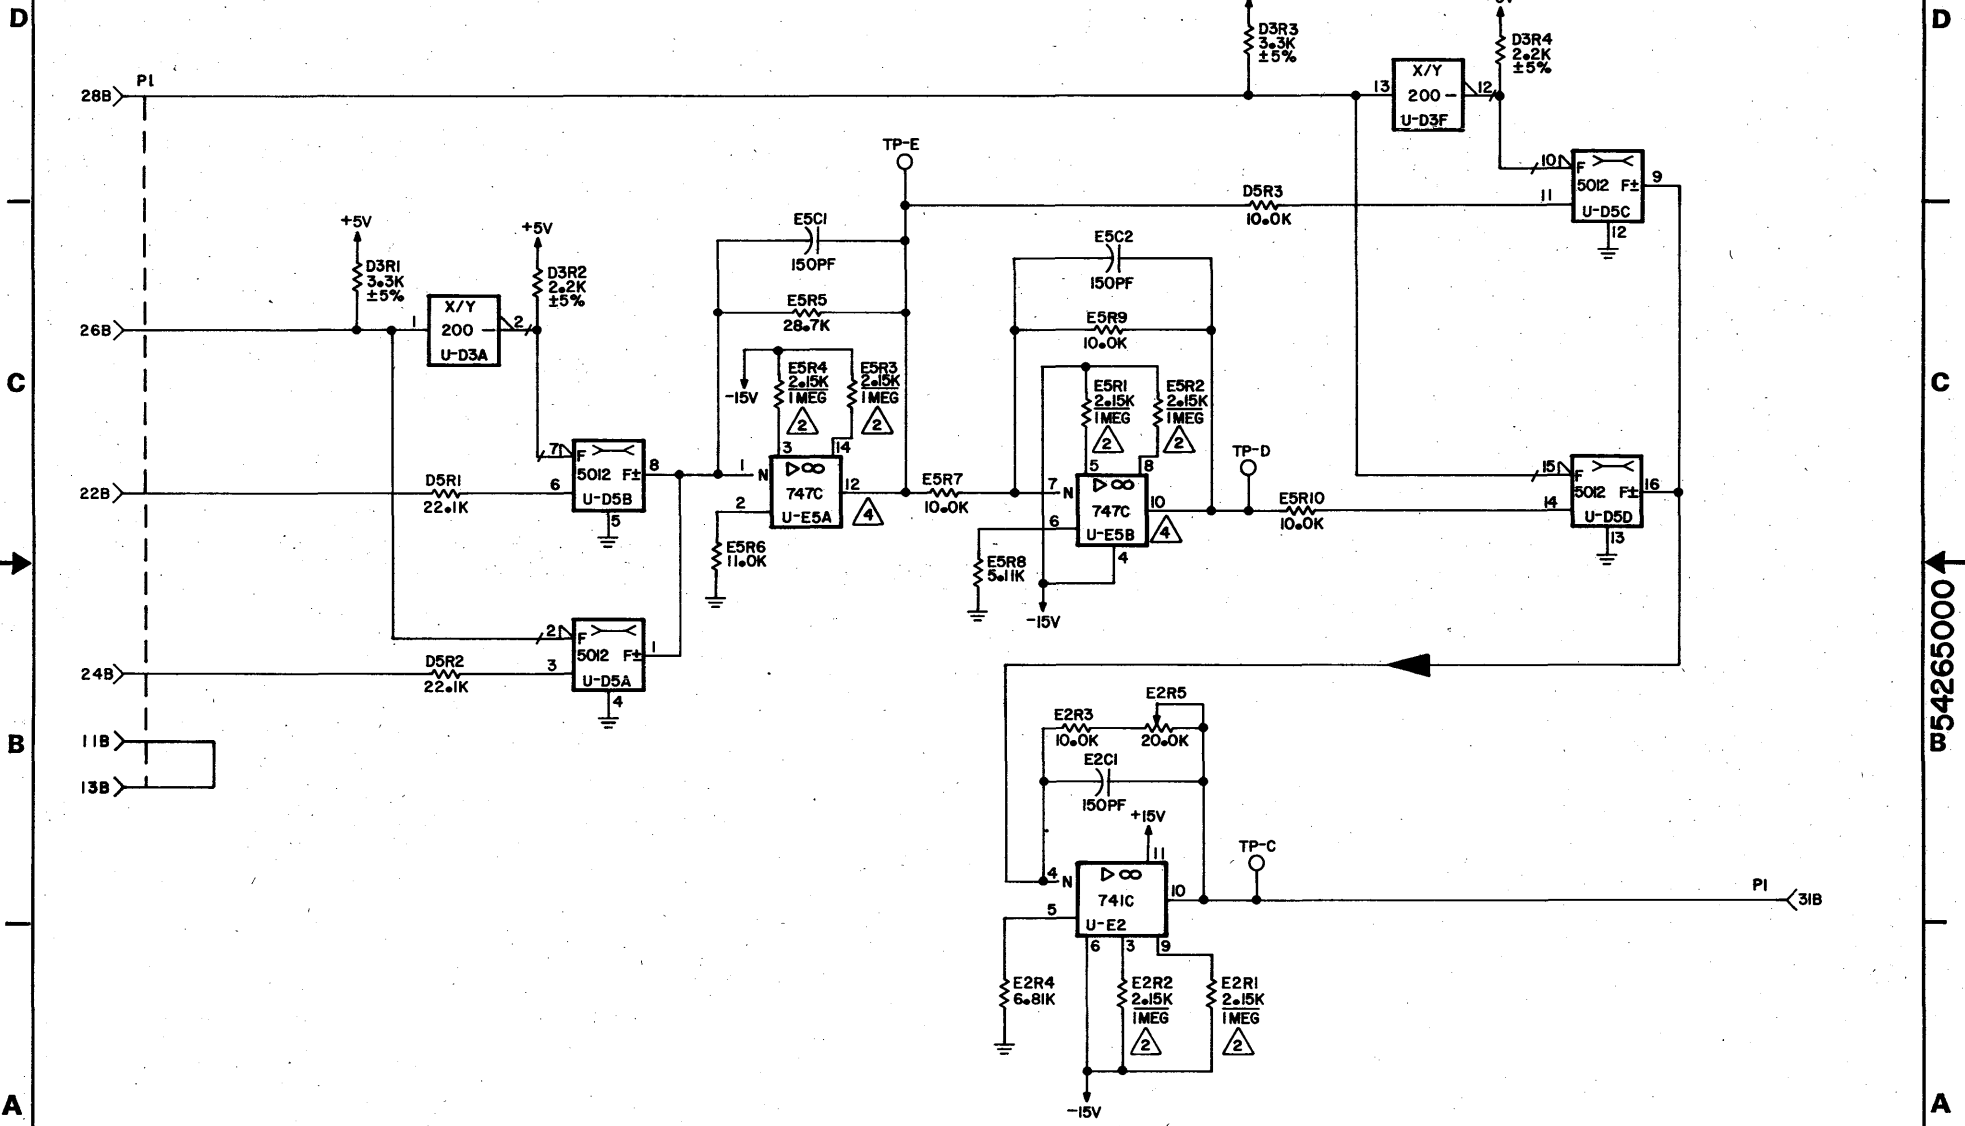 D
D
D3R3
3.3K
±5%
D3R4
2.2K
±5%
P1
28B
13
X/Y
200
U-D3F
12
TP-E
10
F
5012 F±
U-D5C
9
11
12
D5R3
10.0K
+5V
+5V
E5C1
150PF
E5C2
150PF
D3R1
3.3K
±5%
D3R2
2.2K
±5%
26B
1
X/Y
200
U-D3A
2
E5R5
28.7K
E5R9
10.0K
C
C
-15V
E5R4
2.15K
1MEG
2
E5R3
2.15K
1MEG
2
E5R1
2.15K
1MEG
2
E5R2
2.15K
1MEG
2
7
F
5012 F±
U-D5B
8
6
5
22B
D5R1
22.1K
3
14
1
N
747C
U-E5A
12
2
4
E5R6
11.0K
E5R7
10.0K
5
8
7
N
747C
U-E5B
10
6
4
4
E5R8
5.11K
-15V
TP-D
E5R10
10.0K
15
F
5012 F±
U-D5D
16
14
13
B54265000
2
F
5012 F±
U-D5A
1
3
4
24B
D5R2
22.1K
B
B
11B
13B
E2R3
10.0K
E2R5
20.0K
E2C1
150PF
+15V
11
TP-C
4
N
741C
U-E2
10
5
6
3
9
P1
31B
E2R4
6.81K
E2R2
2.15K
1MEG
2
E2R1
2.15K
1MEG
2
-15V
A
A